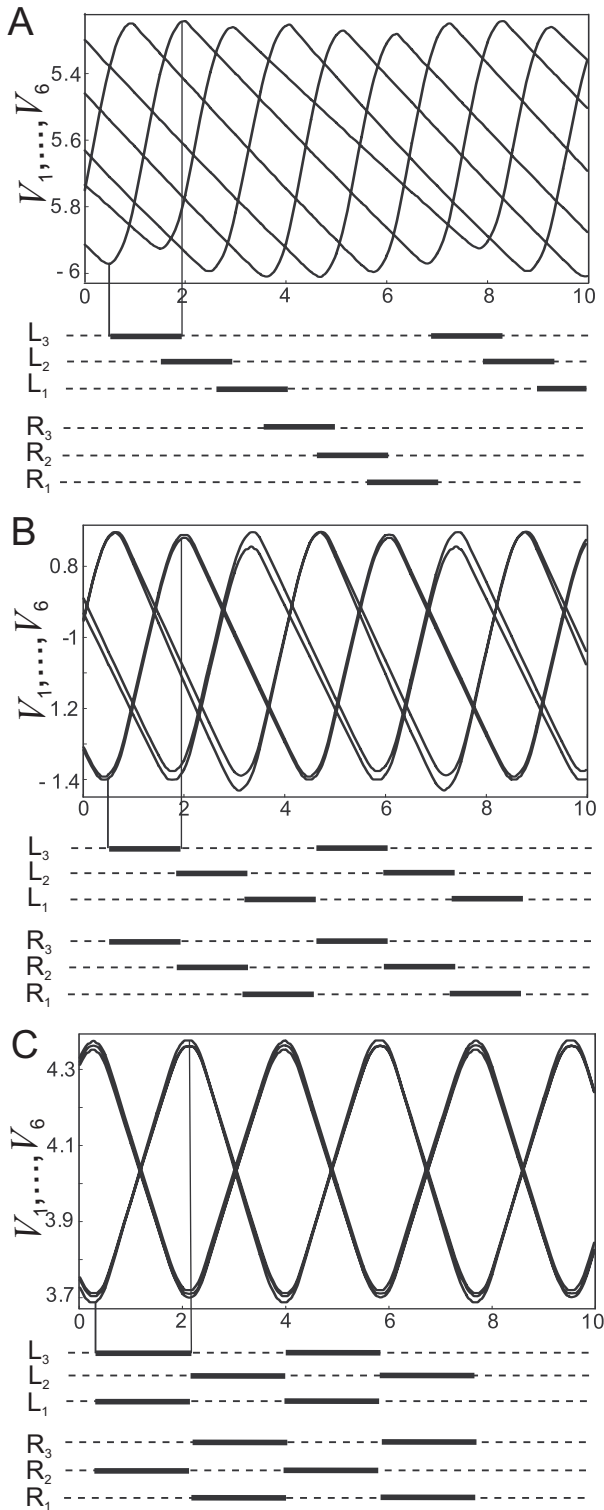 A
V₁,...,V₆
5.4
5.6
5.8
- 6
0 2 4 6 8 10
L₃
L₂
L₁
R₃
R₂
R₁
B
V₁,...,V₆
0.8
-1
1.2
- 1.4
0 2 4 6 8 10
L₃
L₂
L₁
R₃
R₂
R₁
C
V₁,...,V₆
4.3
4.1
3.9
3.7
0 2 4 6 8 10
L₃
L₂
L₁
R₃
R₂
R₁